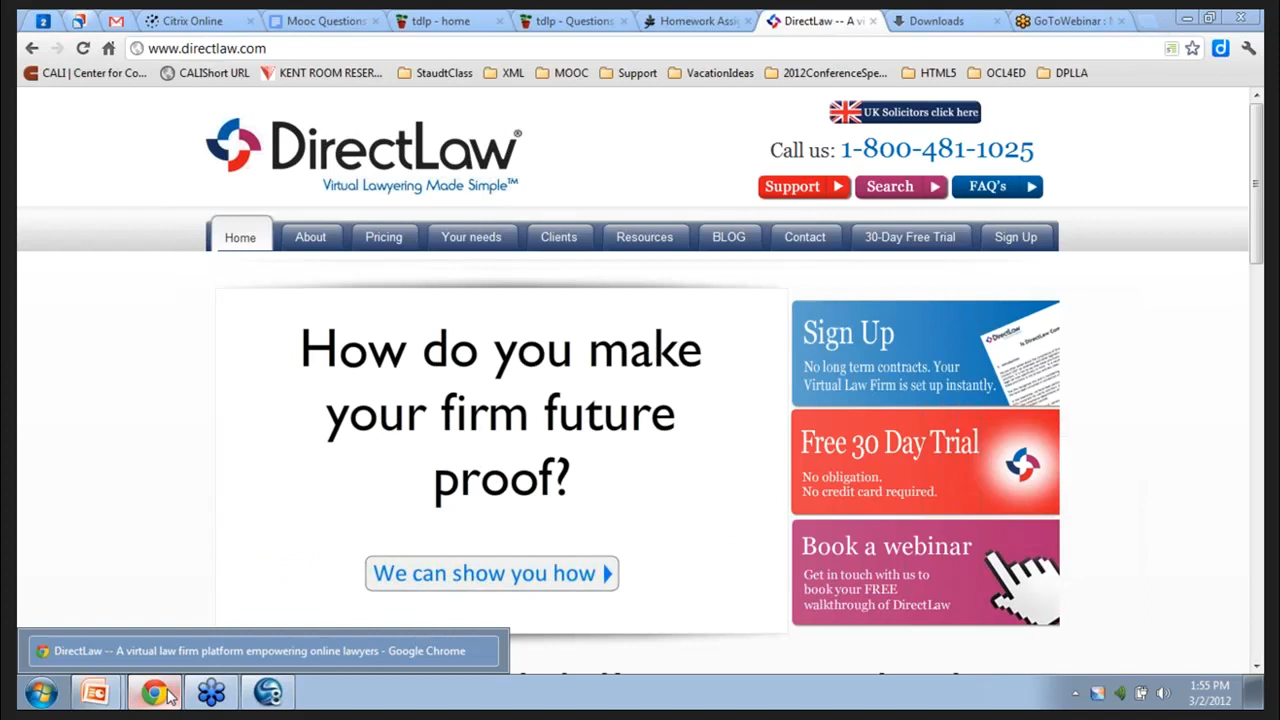 2
Citrix Online
Mooc Questions
tdlp - home
tdlp - Questions
Homework Assig
DirectLaw -- A vi
Downloads
GoToWebinar : M
www.directlaw.com
CALI | Center for Co...
CALIShort URL
KENT ROOM RESER...
StaudtClass
XML
MOOC
Support
VacationIdeas
2012ConferenceSpe...
HTML5
OCL4ED
DPLLA
UK Solicitors click here
DirectLaw®
Virtual Lawyering Made Simple™
Call us: 1-800-481-1025
Support
Search
FAQ's
Home
About
Pricing
Your needs
Clients
Resources
BLOG
Contact
30-Day Free Trial
Sign Up
How do you make
your firm future
proof?
We can show you how
Sign Up
No long term contracts. Your
Virtual Law Firm is set up instantly.
DirectLaw
Free 30 Day Trial
No obligation.
No credit card required.
Book a webinar
Get in touch with us to
book your FREE
walkthrough of DirectLaw
DirectLaw -- A virtual law firm platform empowering online lawyers - Google Chrome
1:55 PM
3/2/2012